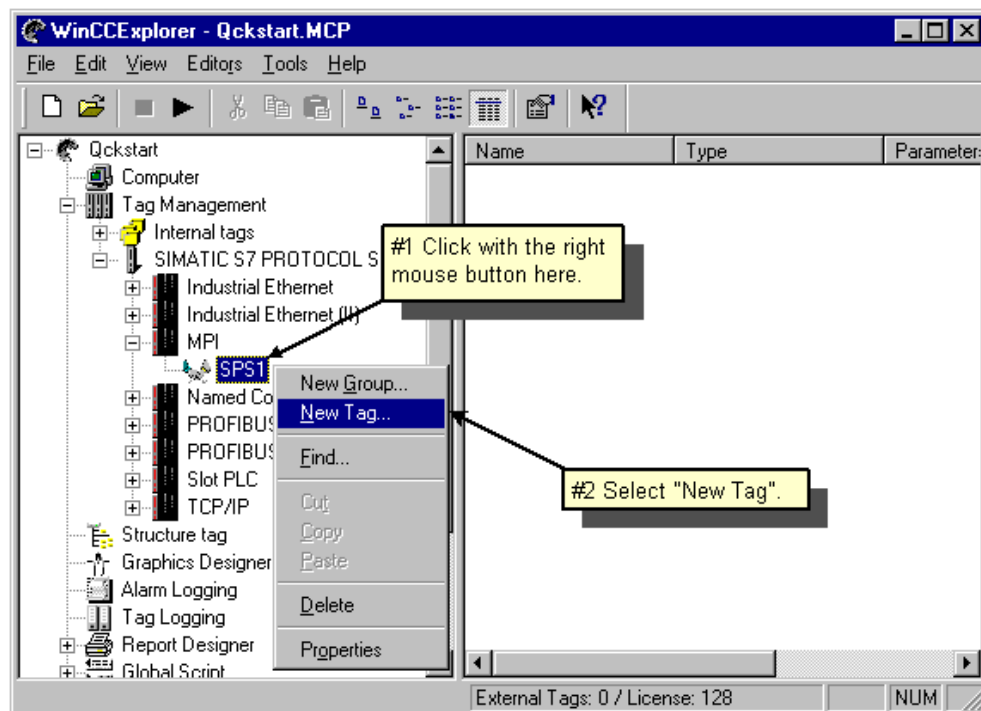 WinCCExplorer - Qckstart.MCP
File Edit View Editors Tools Help
Qckstart
Computer
Tag Management
Internal tags
SIMATIC S7 PROTOCOL S
Industrial Ethernet
Industrial Ethernet (II)
MPI
SPS1
Named Co
PROFIBUS
PROFIBUS
Slot PLC
TCP/IP
Structure tag
Graphics Designer
Alarm Logging
Tag Logging
Report Designer
Global Script
Name Type Parameter
#1 Click with the right
mouse button here.
New Group...
New Tag...
Find...
Cut
Copy
Paste
Delete
Properties
#2 Select "New Tag".
External Tags: 0 / License: 128 NUM